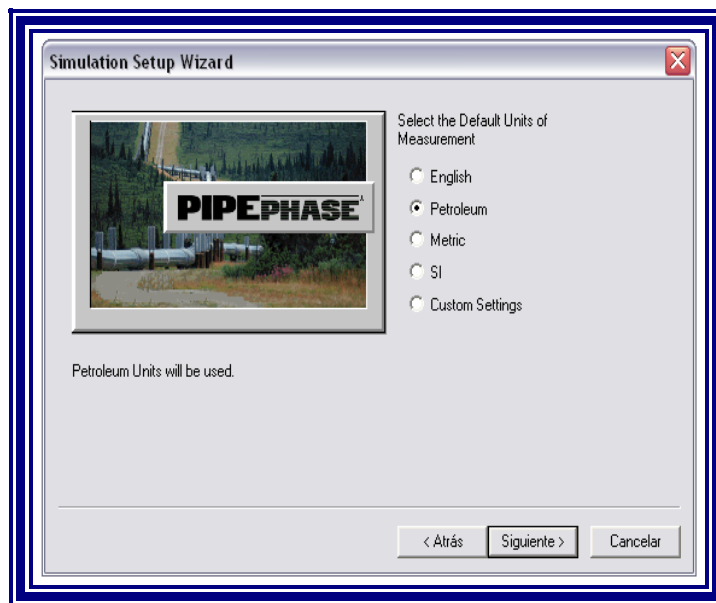 Simulation Setup Wizard
PIPEPHASE
Select the Default Units of
Measurement
English
Petroleum
Metric
SI
Custom Settings
Petroleum Units will be used.
< Atrás
Siguiente >
Cancelar